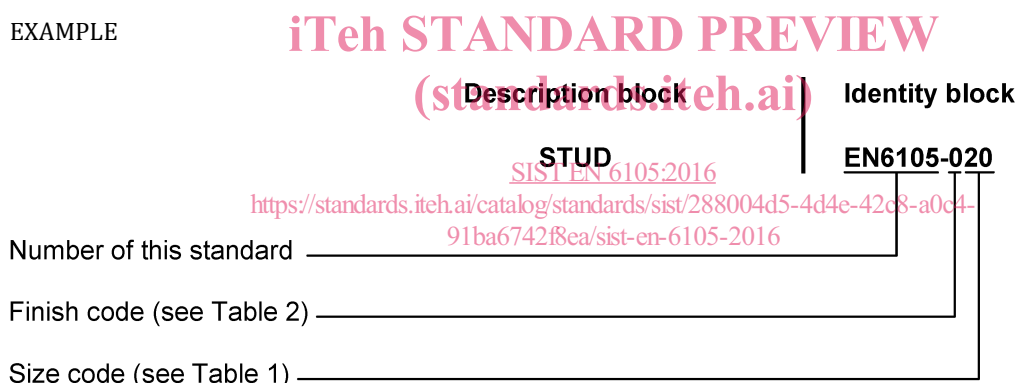 EXAMPLE
iTeh STANDARD PREVIEW
(standards.iteh.ai)
Description block Identity block
STUD EN6105-020
SIST EN 6105:2016
https://standards.iteh.ai/catalog/standards/sist/288004d5-4d4e-42c8-a0c4-
91ba6742f8ea/sist-en-6105-2016
Number of this standard
Finish code (see Table 2)
Size code (see Table 1)